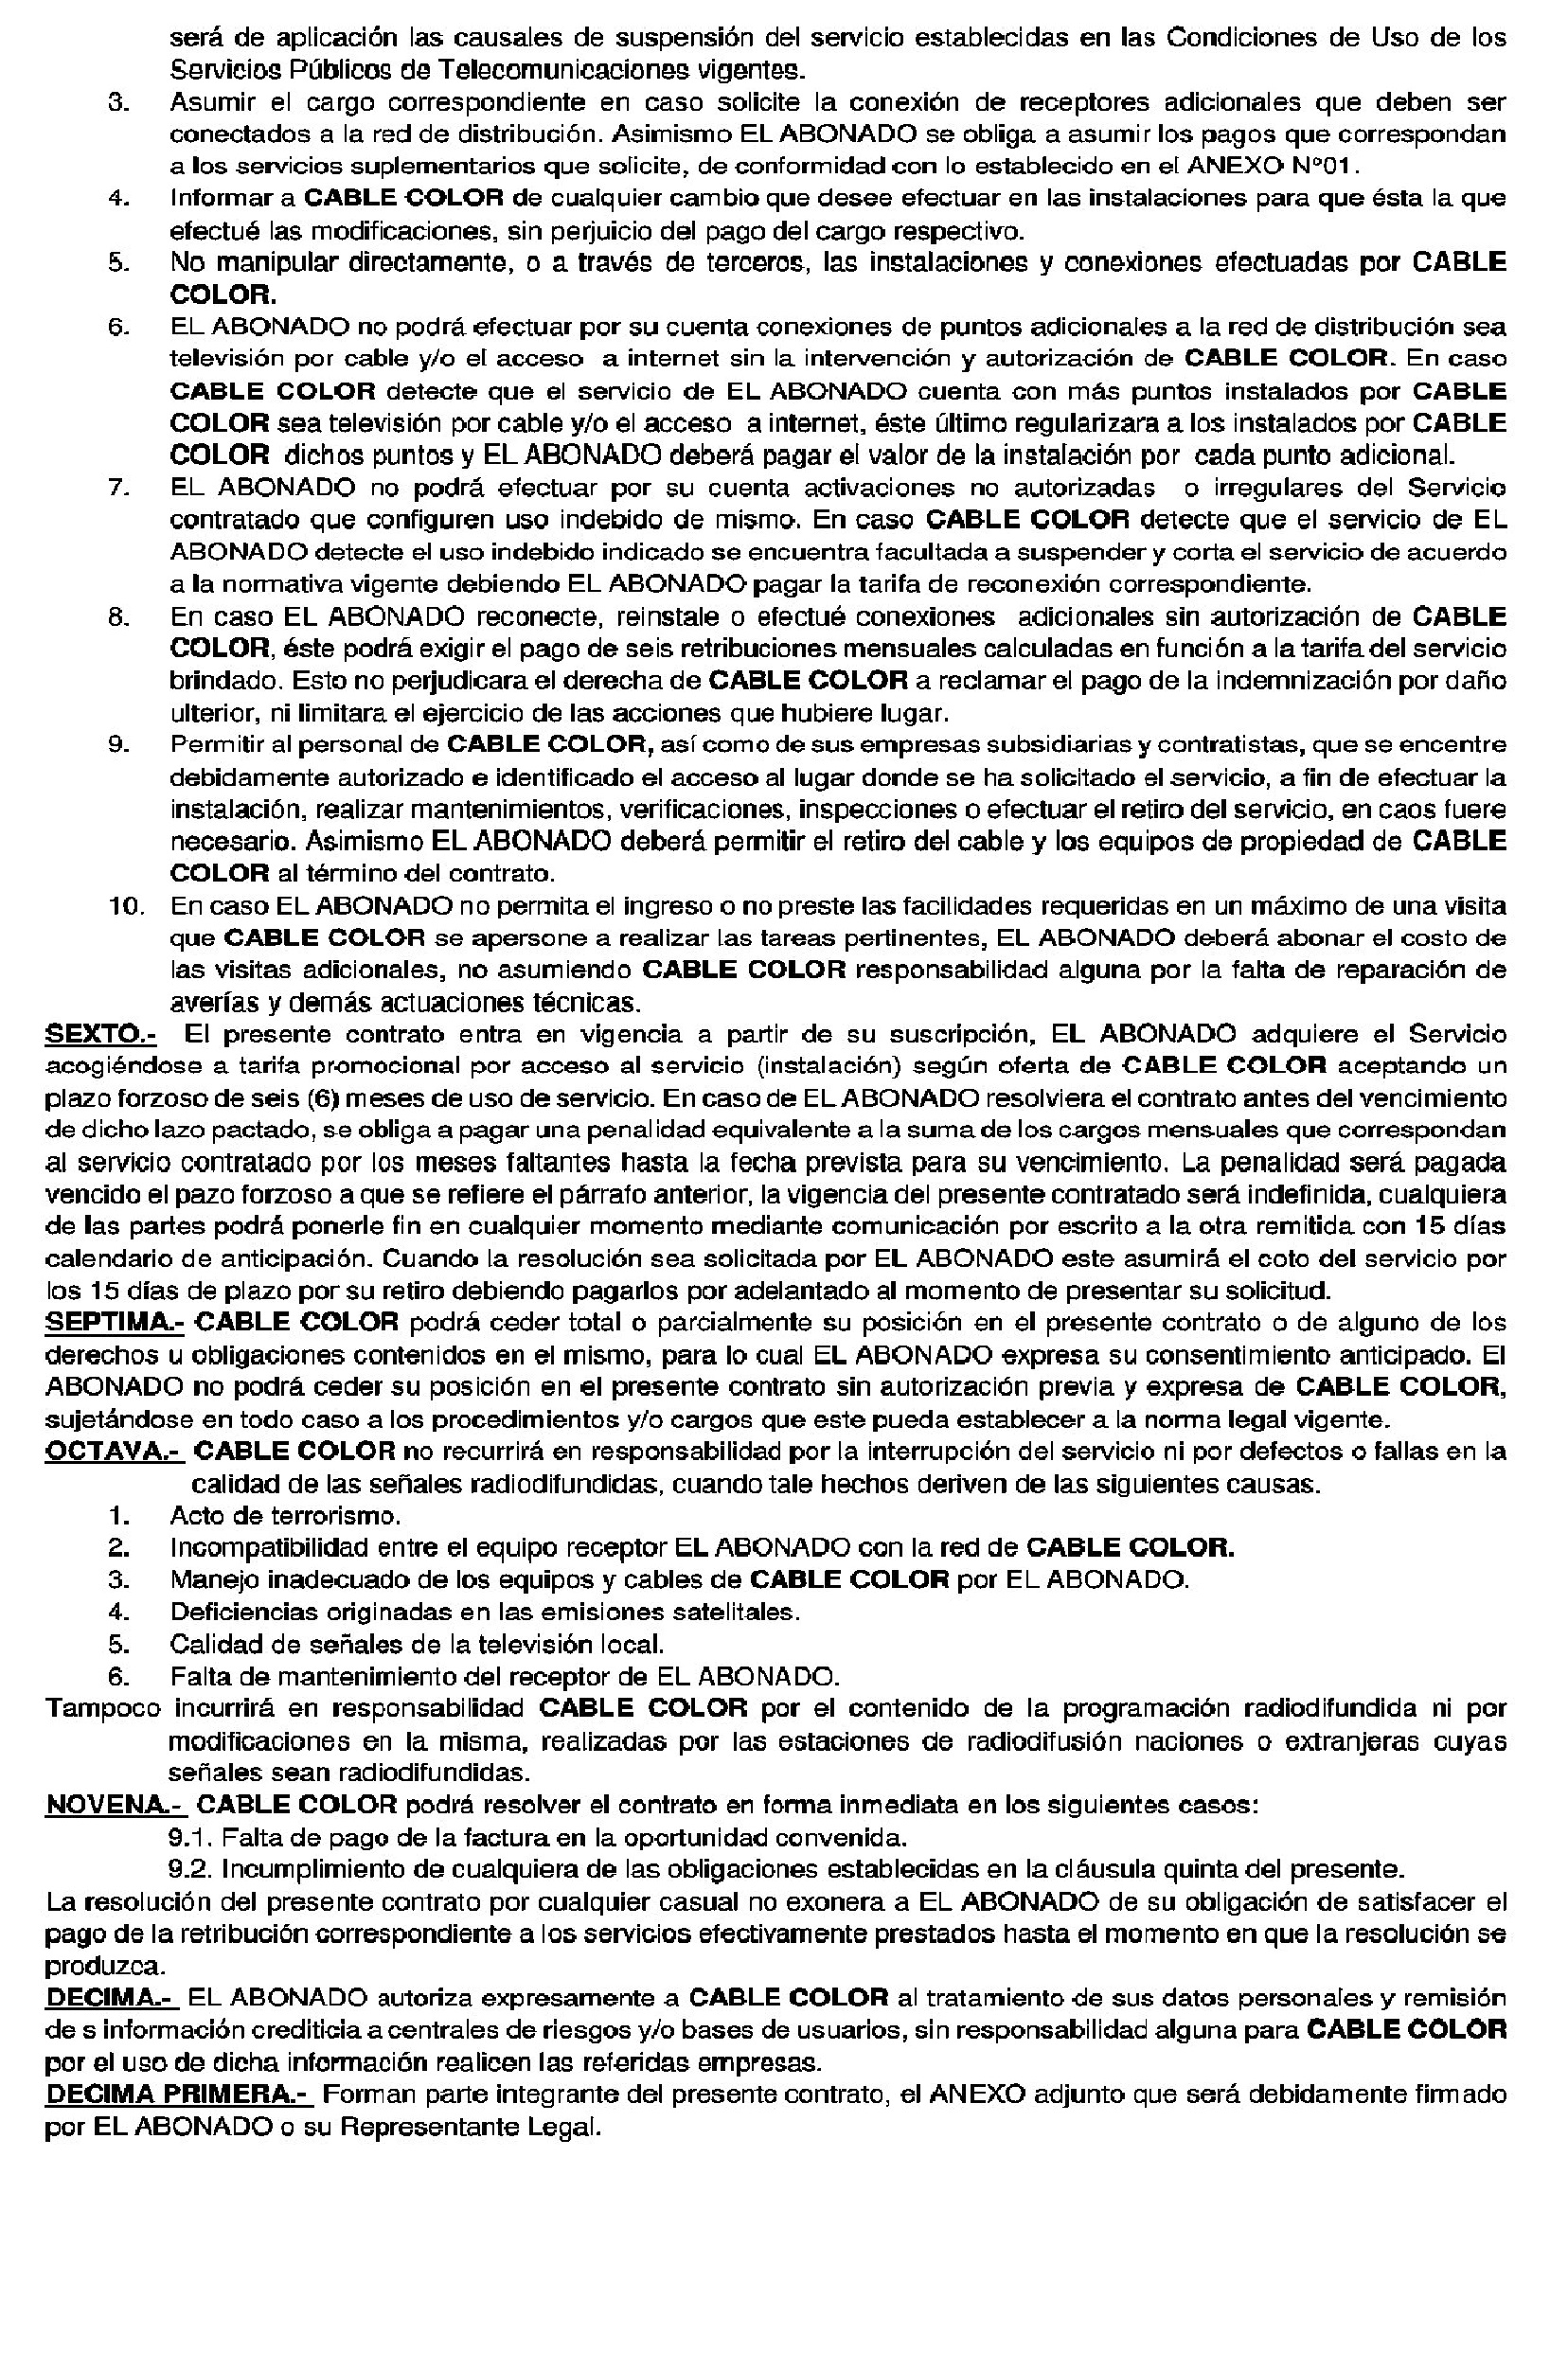 será de aplicación las causales de suspensión del servicio establecidas en las Condiciones de Uso de los
Servicios Públicos de Telecomunicaciones vigentes.
3. Asumir el cargo correspondiente en caso solicite la conexión de receptores adicionales que deben ser
conectados a la red de distribución. Asimismo EL ABONADO se obliga a asumir los pagos que correspondan
a los servicios suplementarios que solicite, de conformidad con lo establecido en el ANEXO N°01.
4. Informar a CABLE COLOR de cualquier cambio que desee efectuar en las instalaciones para que ésta la que
efectué las modificaciones, sin perjuicio del pago del cargo respectivo.
5. No manipular directamente, o a través de terceros, las instalaciones y conexiones efectuadas por CABLE
COLOR.
6. EL ABONADO no podrá efectuar por su cuenta conexiones de puntos adicionales a la red de distribución sea
televisión por cable y/o el acceso a internet sin la intervención y autorización de CABLE COLOR. En caso
CABLE COLOR detecte que el servicio de EL ABONADO cuenta con más puntos instalados por CABLE
COLOR sea televisión por cable y/o el acceso a internet, éste último regularizara a los instalados por CABLE
COLOR dichos puntos y EL ABONADO deberá pagar el valor de la instalación por cada punto adicional.
7. EL ABONADO no podrá efectuar por su cuenta activaciones no autorizadas o irregulares del Servicio
contratado que configuren uso indebido de mismo. En caso CABLE COLOR detecte que el servicio de EL
ABONADO detecte el uso indebido indicado se encuentra facultada a suspender y corta el servicio de acuerdo
a la normativa vigente debiendo EL ABONADO pagar la tarifa de reconexión correspondiente.
8. En caso EL ABONADO reconecte, reinstale o efectué conexiones adicionales sin autorización de CABLE
COLOR, éste podrá exigir el pago de seis retribuciones mensuales calculadas en función a la tarifa del servicio
brindado. Esto no perjudicara el derecha de CABLE COLOR a reclamar el pago de la indemnización por daño
ulterior, ni limitara el ejercicio de las acciones que hubiere lugar.
9. Permitir al personal de CABLE COLOR, así como de sus empresas subsidiarias y contratistas, que se encentre
debidamente autorizado e identificado el acceso al lugar donde se ha solicitado el servicio, a fin de efectuar la
instalación, realizar mantenimientos, verificaciones, inspecciones o efectuar el retiro del servicio, en caos fuere
necesario. Asimismo EL ABONADO deberá permitir el retiro del cable y los equipos de propiedad de CABLE
COLOR al término del contrato.
10. En caso EL ABONADO no permita el ingreso o no preste las facilidades requeridas en un máximo de una visita
que CABLE COLOR se apersone a realizar las tareas pertinentes, EL ABONADO deberá abonar el costo de
las visitas adicionales, no asumiendo CABLE COLOR responsabilidad alguna por la falta de reparación de
averías y demás actuaciones técnicas.
SEXTO.- El presente contrato entra en vigencia a partir de su suscripción, EL ABONADO adquiere el Servicio
acogiéndose a tarifa promocional por acceso al servicio (instalación) según oferta de CABLE COLOR aceptando un
plazo forzoso de seis (6) meses de uso de servicio. En caso de EL ABONADO resolviera el contrato antes del vencimiento
de dicho lazo pactado, se obliga a pagar una penalidad equivalente a la suma de los cargos mensuales que correspondan
al servicio contratado por los meses faltantes hasta la fecha prevista para su vencimiento. La penalidad será pagada
vencido el pazo forzoso a que se refiere el párrafo anterior, la vigencia del presente contratado será indefinida, cualquiera
de las partes podrá ponerle fin en cualquier momento mediante comunicación por escrito a la otra remitida con 15 días
calendario de anticipación. Cuando la resolución sea solicitada por EL ABONADO este asumirá el coto del servicio por
los 15 días de plazo por su retiro debiendo pagarlos por adelantado al momento de presentar su solicitud.
SEPTIMA.- CABLE COLOR podrá ceder total o parcialmente su posición en el presente contrato o de alguno de los
derechos u obligaciones contenidos en el mismo, para lo cual EL ABONADO expresa su consentimiento anticipado. El
ABONADO no podrá ceder su posición en el presente contrato sin autorización previa y expresa de CABLE COLOR,
sujetándose en todo caso a los procedimientos y/o cargos que este pueda establecer a la norma legal vigente.
OCTAVA.- CABLE COLOR no recurrirá en responsabilidad por la interrupción del servicio ni por defectos o fallas en la
calidad de las señales radiodifundidas, cuando tale hechos deriven de las siguientes causas.
1. Acto de terrorismo.
2. Incompatibilidad entre el equipo receptor EL ABONADO con la red de CABLE COLOR.
3. Manejo inadecuado de los equipos y cables de CABLE COLOR por EL ABONADO.
4. Deficiencias originadas en las emisiones satelitales.
5. Calidad de señales de la televisión local.
6. Falta de mantenimiento del receptor de EL ABONADO.
Tampoco incurrirá en responsabilidad CABLE COLOR por el contenido de la programación radiodifundida ni por
modificaciones en la misma, realizadas por las estaciones de radiodifusión naciones o extranjeras cuyas
señales sean radiodifundidas.
NOVENA.- CABLE COLOR podrá resolver el contrato en forma inmediata en los siguientes casos:
9.1. Falta de pago de la factura en la oportunidad convenida.
9.2. Incumplimiento de cualquiera de las obligaciones establecidas en la cláusula quinta del presente.
La resolución del presente contrato por cualquier casual no exonera a EL ABONADO de su obligación de satisfacer el
pago de la retribución correspondiente a los servicios efectivamente prestados hasta el momento en que la resolución se
produzca.
DECIMA.- EL ABONADO autoriza expresamente a CABLE COLOR al tratamiento de sus datos personales y remisión
de s información crediticia a centrales de riesgos y/o bases de usuarios, sin responsabilidad alguna para CABLE COLOR
por el uso de dicha información realicen las referidas empresas.
DECIMA PRIMERA.- Forman parte integrante del presente contrato, el ANEXO adjunto que será debidamente firmado
por EL ABONADO o su Representante Legal.